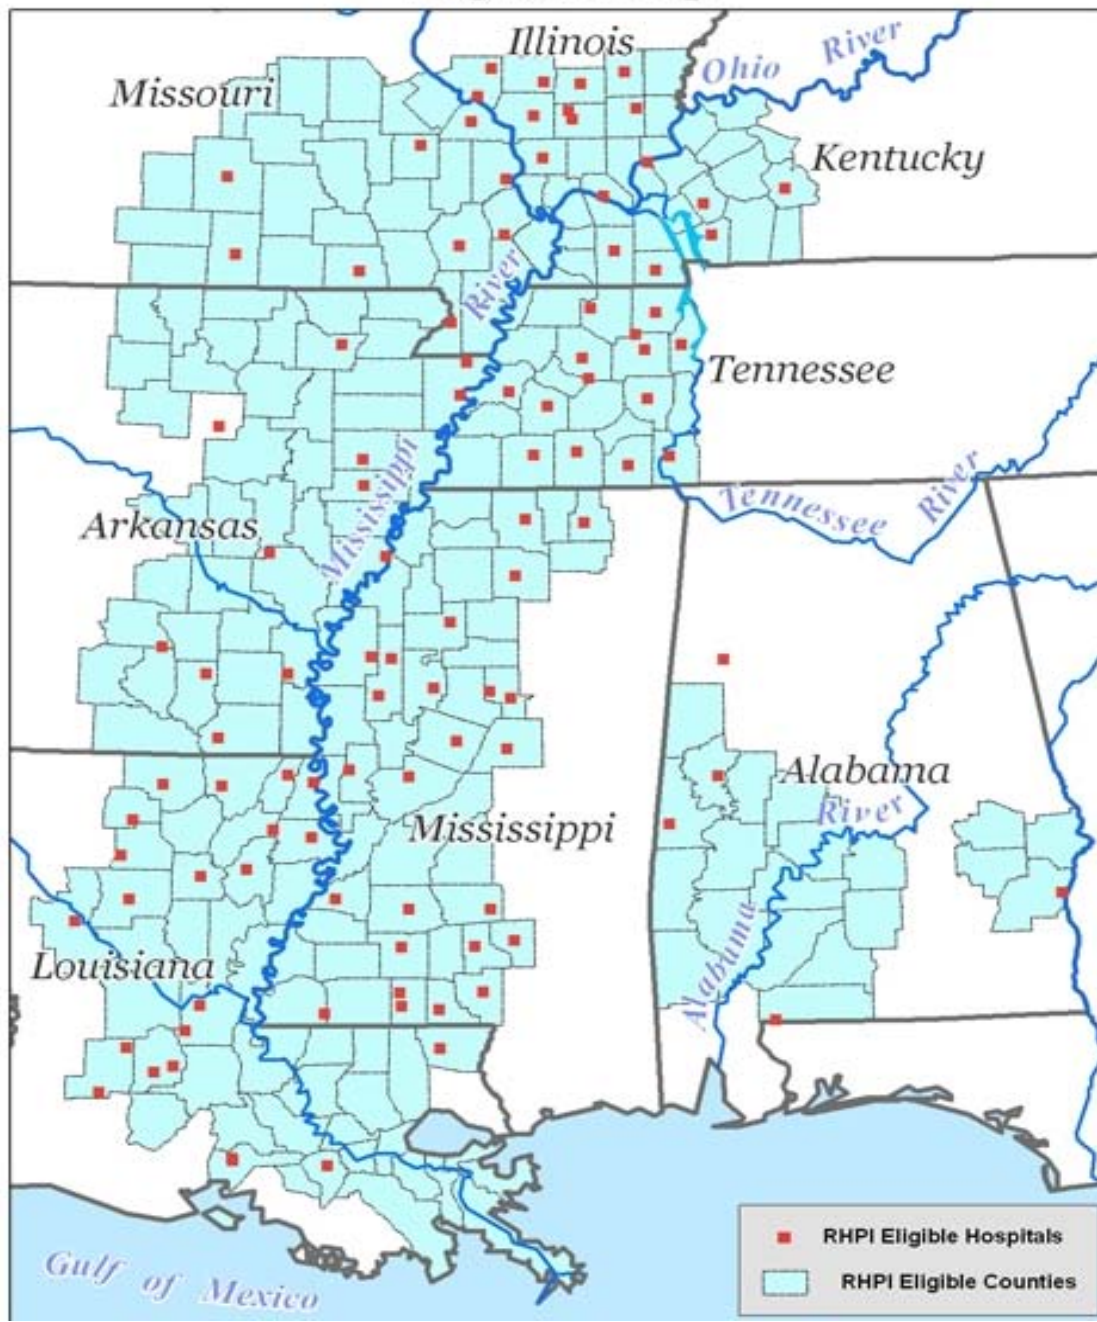 Illinois
Ohio River
Missouri
Kentucky
River
Tennessee
Mississippi
Tennessee River
Arkansas
Alabama
River
Mississippi
Alabama
Louisiana
Gulf of Mexico
RHPI Eligible Hospitals
RHPI Eligible Counties